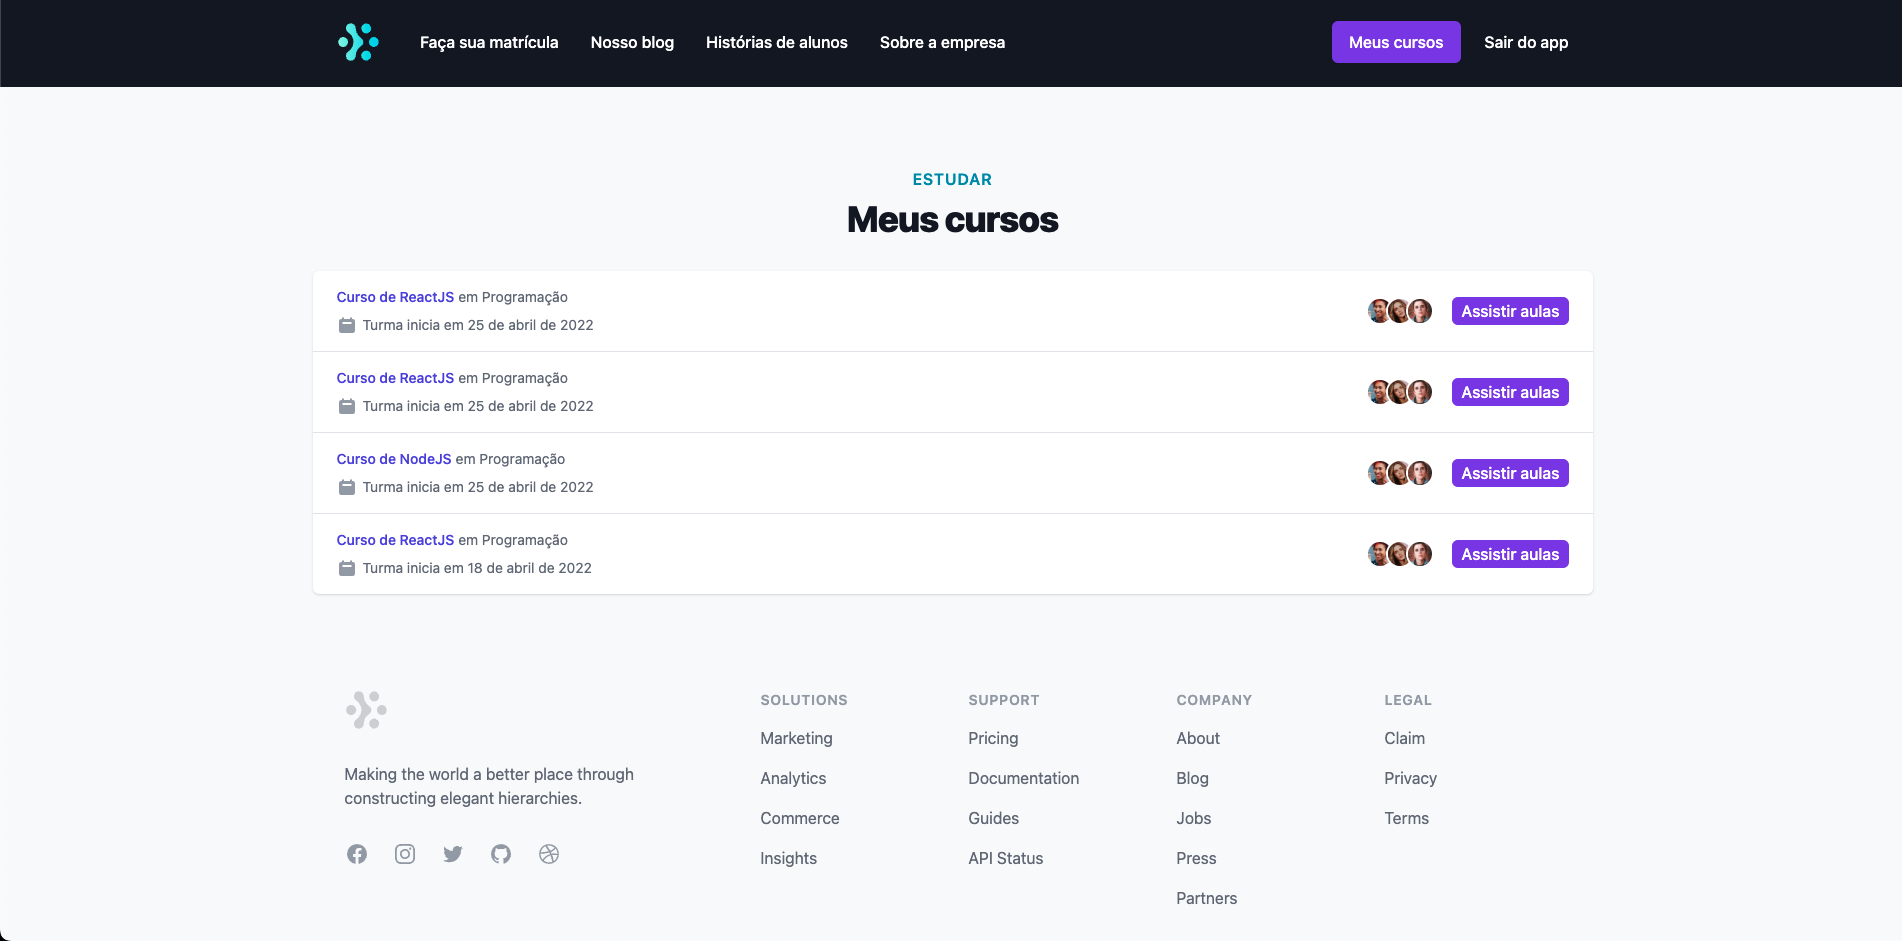 Faça sua matrícula
Nosso blog
Histórias de alunos
Sobre a empresa
Meus cursos
Sair do app
ESTUDAR
Meus cursos
Curso de ReactJS em Programação
Turma inicia em 25 de abril de 2022
Assistir aulas
Curso de ReactJS em Programação
Turma inicia em 25 de abril de 2022
Assistir aulas
Curso de NodeJS em Programação
Turma inicia em 25 de abril de 2022
Assistir aulas
Curso de ReactJS em Programação
Turma inicia em 18 de abril de 2022
Assistir aulas
Making the world a better place through
constructing elegant hierarchies.
SOLUTIONS
Marketing
Analytics
Commerce
Insights
SUPPORT
Pricing
Documentation
Guides
API Status
COMPANY
About
Blog
Jobs
Press
Partners
LEGAL
Claim
Privacy
Terms